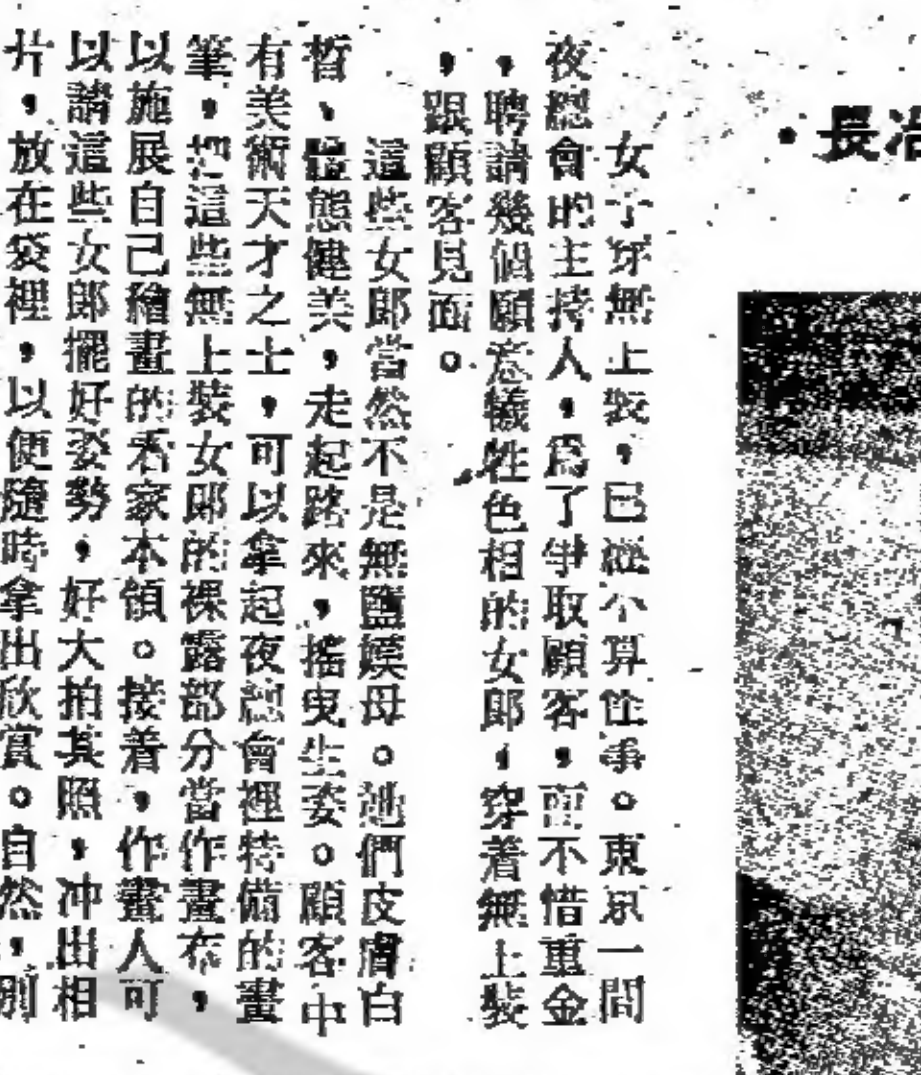 ・長治
女子穿無上裝,已經不算怪事。東京一間
夜總會的主持人,爲了爭取顧客,竟不惜重金
,聘請幾個願意犧牲色相的女郎,穿着無上裝
,跟顧客見面。
這些女郎當然不是無鹽嫫母。她們皮膚白
晳、體態健美,走起路來,搖曳生姿。顧客中
有美術天才之士,可以拿起夜總會裡特備的畫
筆,把這些無上裝女郎的裸露部分當作畫布,
以施展自己繪畫的看家本領。接着,作畫人可
以請這些女郎擺好姿勢,好大拍其照,冲出相
片,放在袋裡,以便隨時拿出欣賞。自然,別